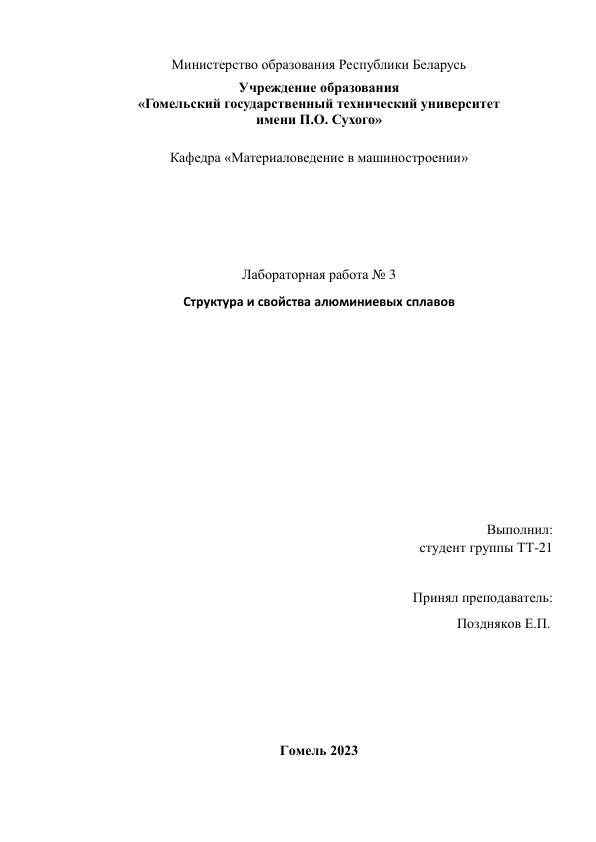 Министерство образования Республики Беларусь
Учреждение образования
«Гомельский государственный технический университет
имени П.О. Сухого»
Кафедра «Материаловедение в машиностроении»
Лабораторная работа № 3
Структура и свойства алюминиевых сплавов
Выполнил:
студент группы ТТ-21
Принял преподаватель:
Поздняков Е.П.
Гомель 2023